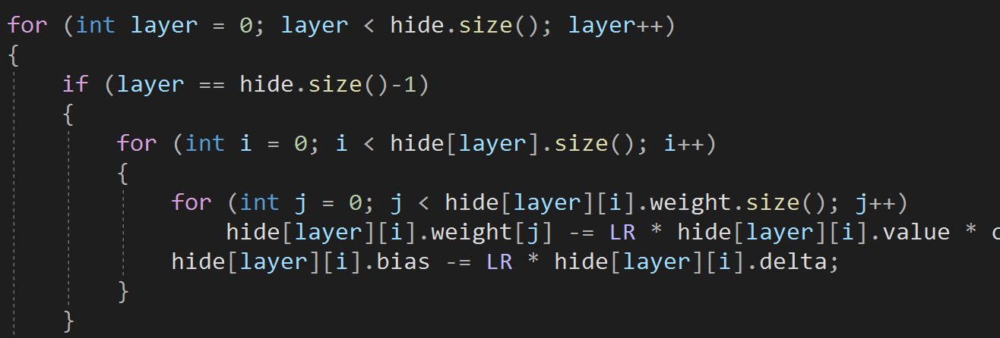 for (int layer = 0; layer < hide.size(); layer++)
{
if (layer == hide.size()-1)
{
for (int i = 0; i < hide[layer].size(); i++)
{
for (int j = 0; j < hide[layer][i].weight.size(); j++)
hide[layer][i].weight[j] -= LR * hide[layer][i].value *
hide[layer][i].bias -= LR * hide[layer][i].delta;
}
}